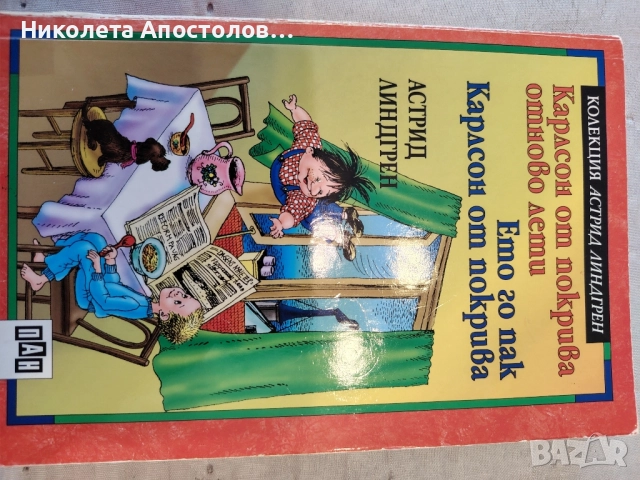 Николета Апостолов...
КОЛЕКЦИЯ АСТРИД ЛИНДГРЕН
Карлсон от покрива
отново лети
Ето го пак
Карлсон от покрива
АСТРИД
ЛИНДГРЕН
ПАН
BAZAR